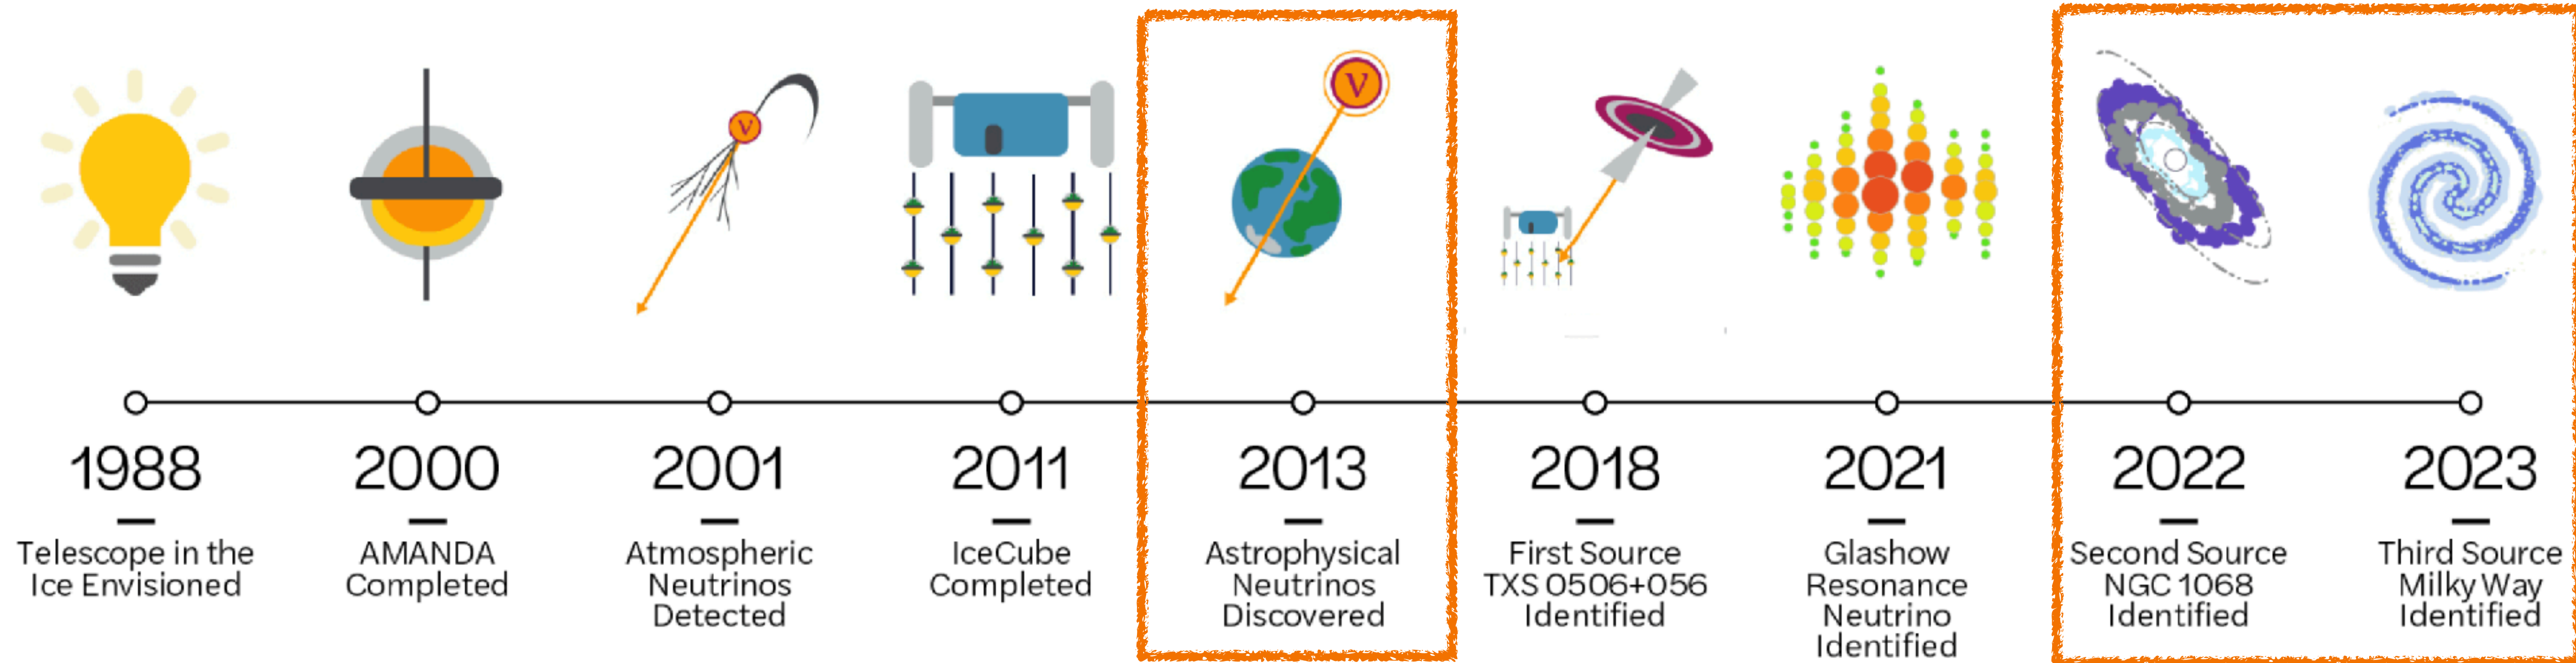 ν
ν
1988
Telescope in the
Ice Envisioned
2000
AMANDA
Completed
2001
Atmospheric
Neutrinos
Detected
2011
IceCube
Completed
2013
Astrophysical
Neutrinos
Discovered
2018
First Source
TXS 0506+056
Identified
2021
Glashow
Resonance
Neutrino
Identified
2022
Second Source
NGC 1068
Identified
2023
Third Source
Milky Way
Identified